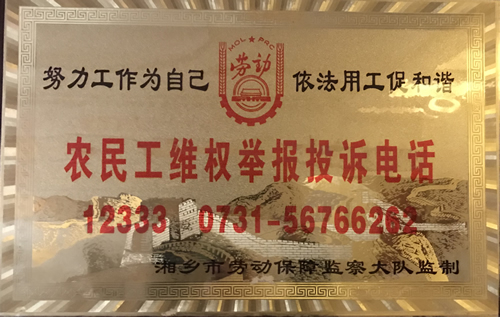 MOL★PRC
劳动
努力工作为自己 依法用工促和谐
农民工维权举报投诉电话
12333 0731-56766262
湘乡市劳动保障监察大队监制